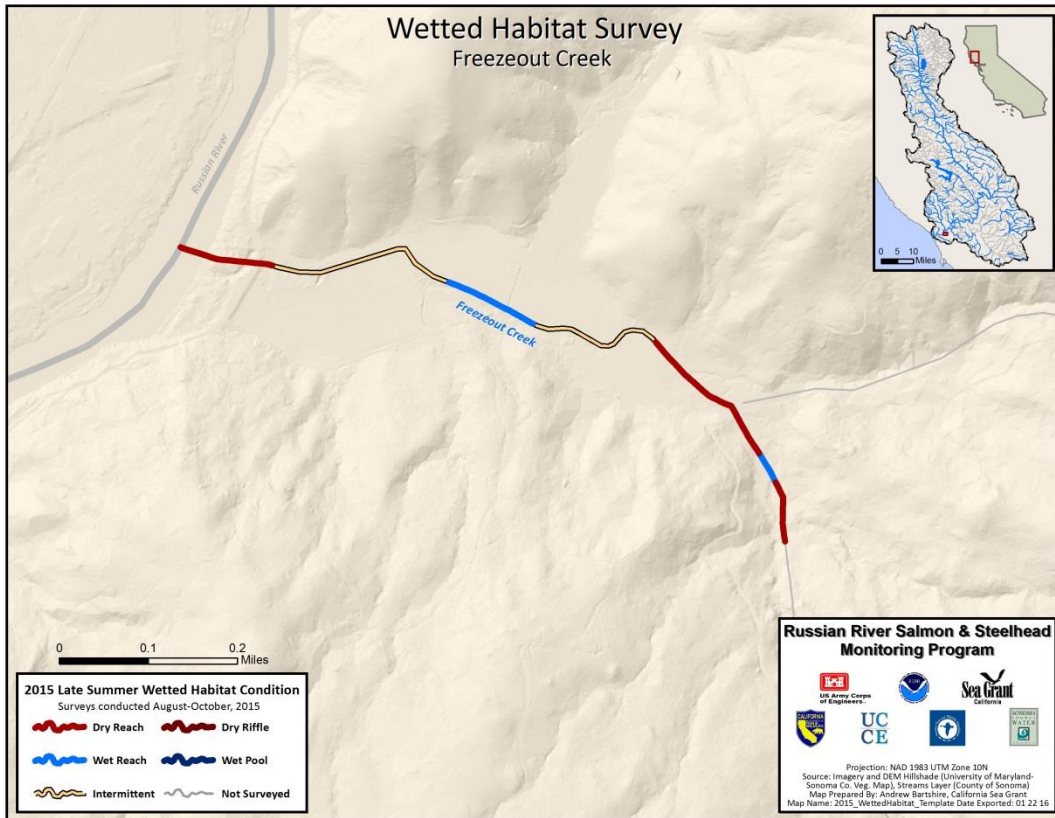 Wetted Habitat Survey
Freezeout Creek
Russian River
Freezeout Creek
0 5 10
Miles
0 0.1 0.2
Miles
2015 Late Summer Wetted Habitat Condition
Surveys conducted August-October, 2015
Dry Reach Dry Riffle
Wet Reach Wet Pool
Intermittent Not Surveyed
Russian River Salmon & Steelhead
Monitoring Program
US Army Corps
of Engineers
Sea Grant
California
CALIFORNIA
UC
CE
SONOMA
COUNTY
WATER
Projection: NAD 1983 UTM Zone 10N
Source: Imagery and DEM Hillshade (University of Maryland-
Sonoma Co. Veg. Map), Streams Layer (County of Sonoma)
Map Prepared By: Andrew Bartshire, California Sea Grant
Map Name: 2015_WettedHabitat_Template Date Exported: 01 22 16